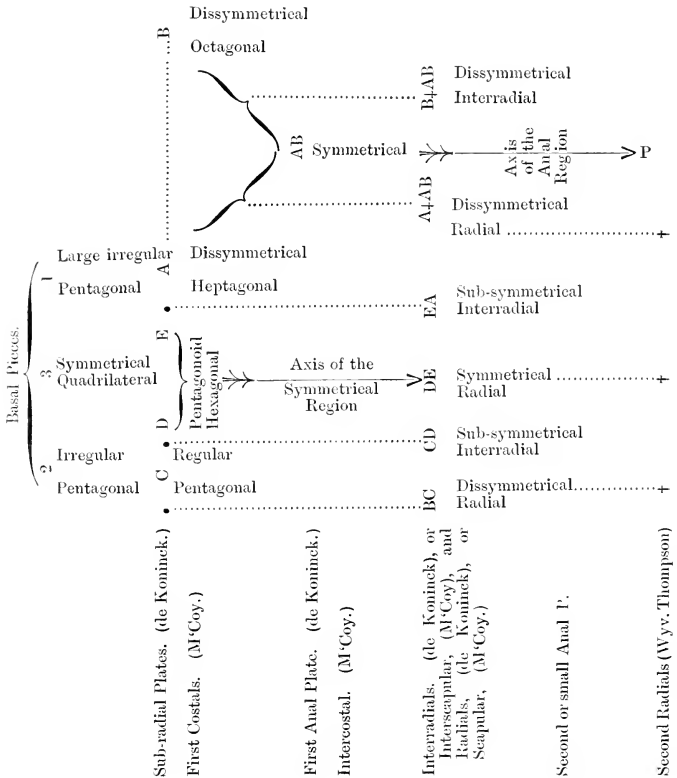 Dissymmetrical
B
Octagonal
B+AB
Dissymmetrical
Interradial
AB
Symmetrical
Axis
of the
Anal
Region
P
A+AB
Dissymmetrical
Radial
Large irregular
A
Dissymmetrical
1
Pentagonal
Heptagonal
EA
Sub-symmetrical
Interradial
Basal Pieces.
3
Symmetrical
Quadrilateral
E
D
Pentagonoid
Hexagonal
Axis of the
Symmetrical
Region
DE
Symmetrical
Radial
CD
Sub-symmetrical
Interradial
2
Irregular
Regular
C
Pentagonal
Pentagonal
BC
Dissymmetrical
Radial
Sub-radial Plates. (de Koninck.)
First Costals. (M‘Coy.)
First Anal Plate. (de Koninck.)
Intercostal. (M‘Coy.)
Interradials. (de Koninck), or
Interscapular, (M‘Coy), and
Radials, (de Koninck), or
Scapular, (M‘Coy.)
Second or small Anal P.
Second Radials (Wyv. Thompson)